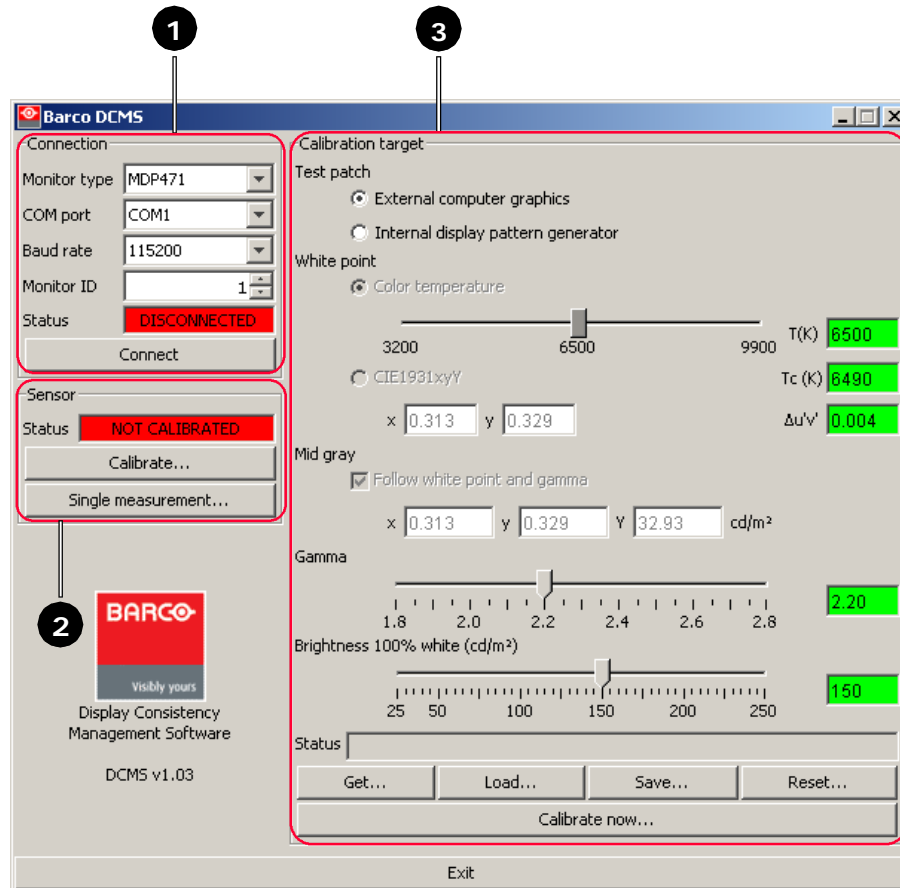 1
3
Barco DCMS
Connection
Monitor type MDP471
COM port COM1
Baud rate 115200
Monitor ID 1
Status DISCONNECTED
Connect
Sensor
Status NOT CALIBRATED
Calibrate...
Single measurement...
2
BARCO
Visibly yours
Display Consistency
Management Software
DCMS v1.03
Calibration target
Test patch
External computer graphics
Internal display pattern generator
White point
Color temperature
3200 6500 9900 T(K) 6500
CIE1931xyY Tc (K) 6490
x 0.313 y 0.329 Δu'v' 0.004
Mid gray
Follow white point and gamma
x 0.313 y 0.329 Y 32.93 cd/m²
Gamma
1.8 2.0 2.2 2.4 2.6 2.8 2.20
Brightness 100% white (cd/m²)
25 50 100 150 200 250 150
Status
Get... Load... Save... Reset...
Calibrate now...
Exit